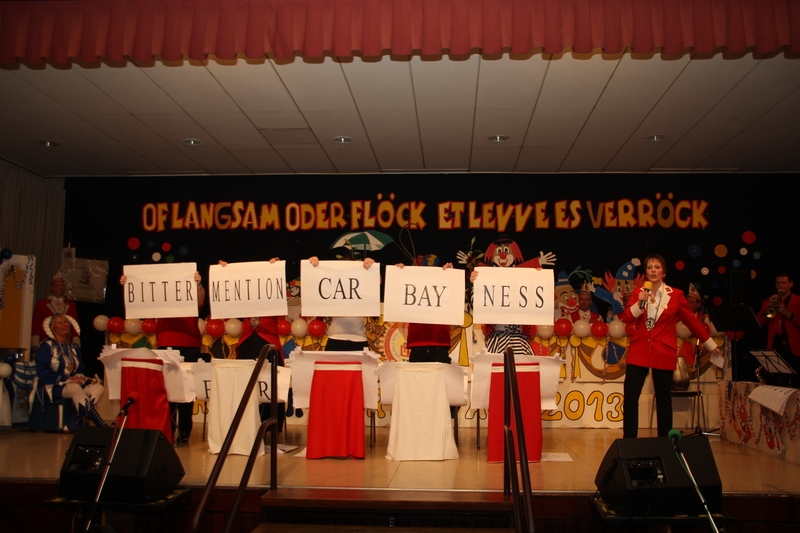 OF LANGSAM ODER FLÖCK ET LEVVE ES VERRÖCK
BITTER MENTION CAR BAY NESS
2013